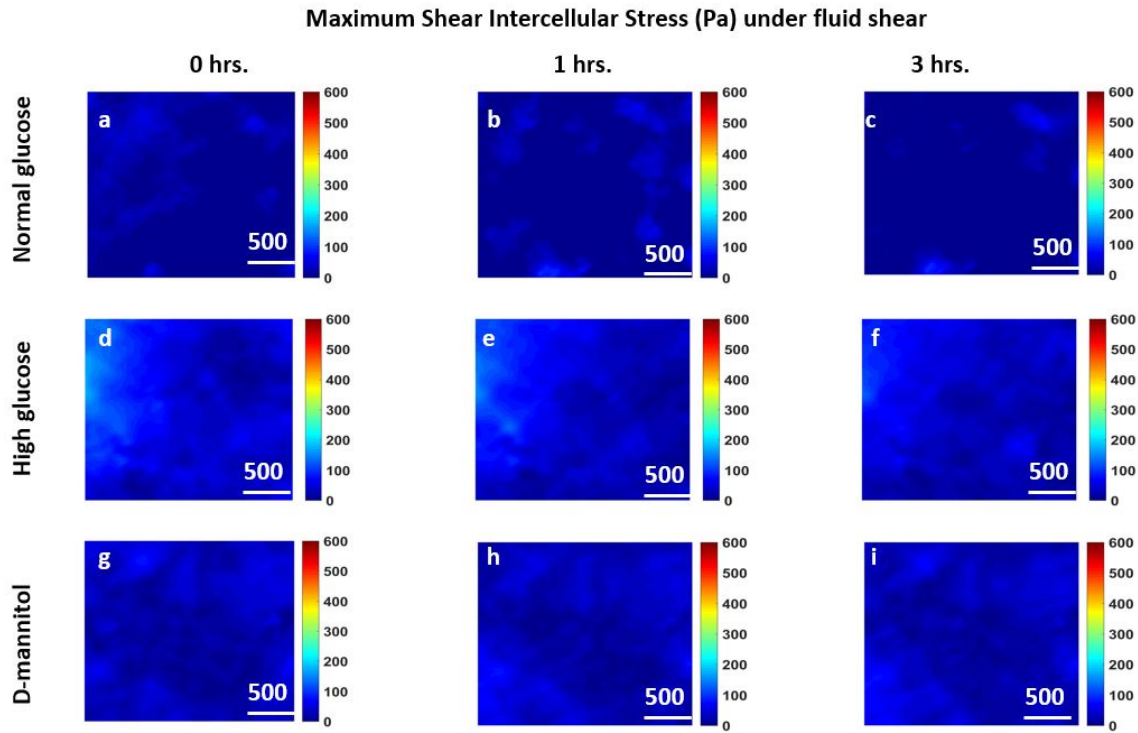 Maximum Shear Intercellular Stress (Pa) under fluid shear
0 hrs. 1 hrs. 3 hrs.
Normal glucose
a 500 600 500 400 300 200 100 0
b 500 600 500 400 300 200 100 0
c 500 600 500 400 300 200 100 0
High glucose
d 500 600 500 400 300 200 100 0
e 500 600 500 400 300 200 100 0
f 500 600 500 400 300 200 100 0
D-mannitol
g 500 600 500 400 300 200 100 0
h 500 600 500 400 300 200 100 0
i 500 600 500 400 300 200 100 0